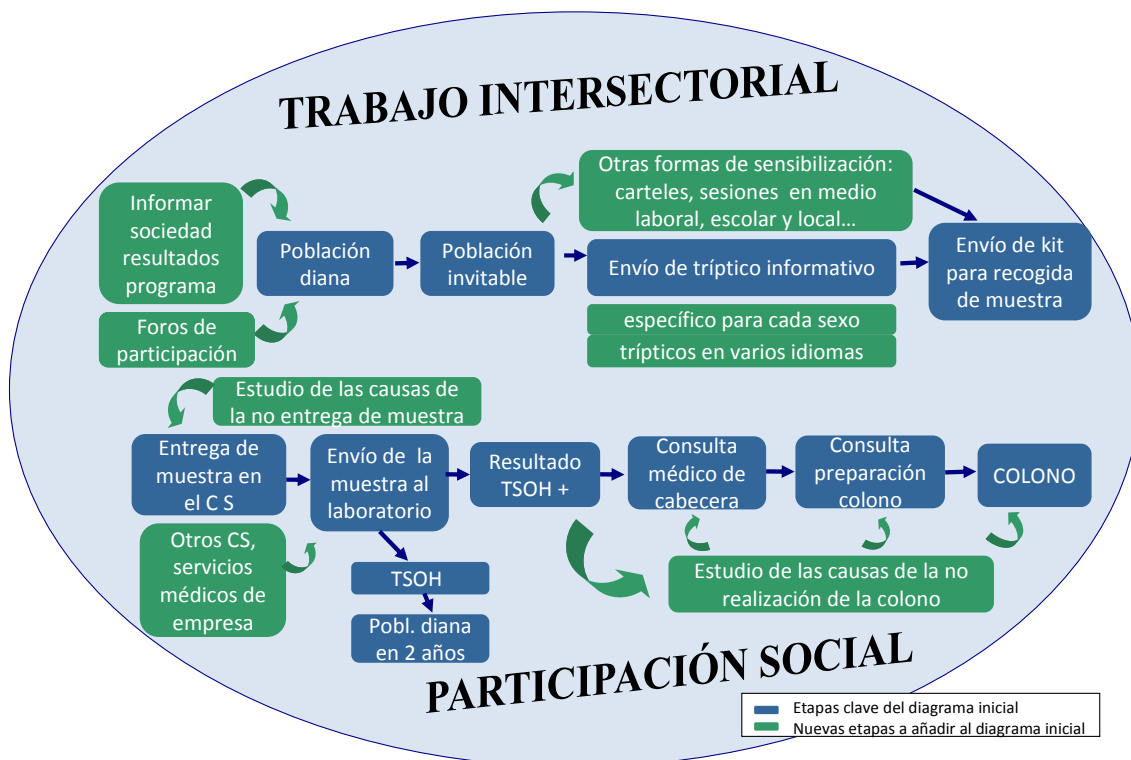 TRABAJO INTERSECTORIAL
Informar
sociedad
resultados
programa
Foros de
participación
Población
diana
Población
invitable
Otras formas de sensibilización:
carteles, sesiones en medio
laboral, escolar y local...
Envío de tríptico informativo
específico para cada sexo
trípticos en varios idiomas
Envío de kit
para recogida
de muestra
Estudio de las causas de
la no entrega de muestra
Entrega de
muestra en
el C S
Otros CS,
servicios
médicos de
empresa
Envío de la
muestra al
laboratorio
TSOH
Pobl. diana
en 2 años
Resultado
TSOH +
Consulta
médico de
cabecera
Consulta
preparación
colono
COLONO
Estudio de las causas de la no
realización de la colono
PARTICIPACIÓN SOCIAL
Etapas clave del diagrama inicial
Nuevas etapas a añadir al diagrama inicial